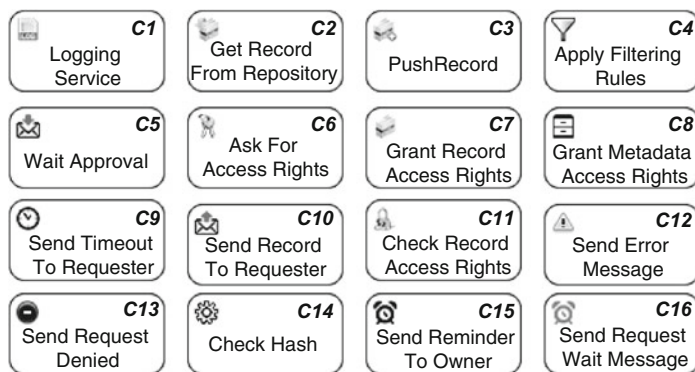 C1
Logging
Service
C2
Get Record
From Repository
C3
PushRecord
C4
Apply Filtering
Rules
C5
Wait Approval
C6
Ask For
Access Rights
C7
Grant Record
Access Rights
C8
Grant Metadata
Access Rights
C9
Send Timeout
To Requester
C10
Send Record
To Requester
C11
Check Record
Access Rights
C12
Send Error
Message
C13
Send Request
Denied
C14
Check Hash
C15
Send Reminder
To Owner
C16
Send Request
Wait Message